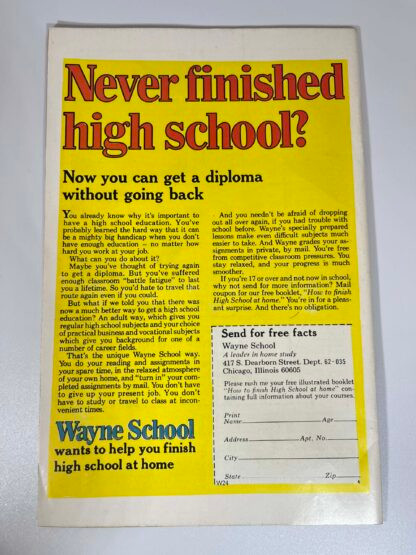 Never finished
high school?
Now you can get a diploma
without going back
You already know why it's important to
have a high school education. You've
probably learned the hard way that it can
be a mighty big handicap when you don't
have enough education — no matter how
hard you work at your job.
What can you do about it?
Maybe you've thought of trying again
to get a diploma. But you've suffered
enough classroom "battle fatigue" to last
you a lifetime. So you'd hate to travel that
route again even if you could.
But what if we told you that there was
now a much better way to get a high school
education? An adult way, which gives you
regular high school subjects and your choice
of practical business and vocational subjects
which give you background for one of a
number of career fields.
That's the unique Wayne School way.
You do your reading and assignments in
your spare time, in the relaxed atmosphere
of your own home, and "turn in" your com-
pleted assignments by mail. You don't have
to give up your present job. You don't
have to study or travel to class at incon-
venient times.
Wayne School
wants to help you finish
high school at home
And you needn't be afraid of dropping
out all over again, if you had trouble with
school before. Wayne's specially prepared
lessons make even difficult subjects much
easier to take. And Wayne grades your as-
signments in private, by mail. You're free
from competitive classroom pressures. You
stay relaxed, and your progress is much
smoother.
If you're 17 or over and not now in school,
why not send for more information? Mail
coupon for our free booklet, "How to finish
High School at home." You're in for a pleas-
ant surprise. And there's no obligation.
Send for free facts
Wayne School
A leader in home study
417 S. Dearborn Street. Dept. 62-035
Chicago, Illinois 60605
Please rush me your free illustrated booklet
"How to finish High School at home" con-
taining full information about your courses.
Print
Name Age
Address Apt. No.
City
State Zip
W24